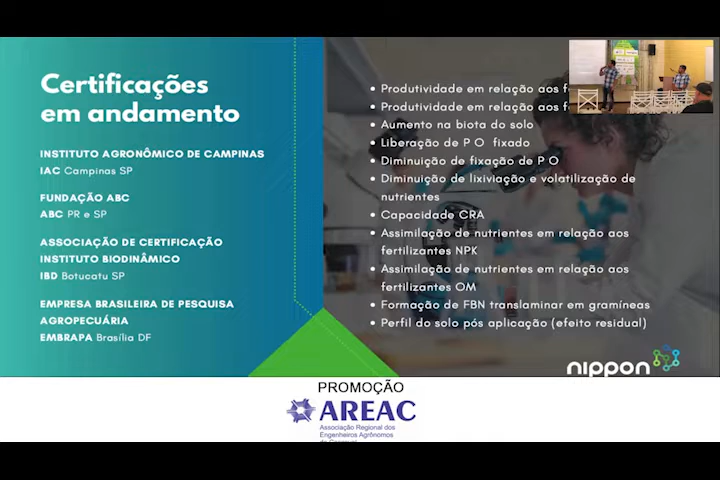 Certificações
em andamento
INSTITUTO AGRONÔMICO DE CAMPINAS
IAC Campinas SP
FUNDAÇÃO ABC
ABC PR e SP
ASSOCIAÇÃO DE CERTIFICAÇÃO
INSTITUTO BIODINÂMICO
IBD Botucatu SP
EMPRESA BRASILEIRA DE PESQUISA
AGROPECUÁRIA
EMBRAPA Brasília DF
• Produtividade em relação aos
• Produtividade em relação aos
• Aumento na biota do solo
• Liberação de P O fixado
• Diminuição de fixação de P O
• Diminuição de lixiviação e volatilização de
nutrientes
• Capacidade CRA
• Assimilação de nutrientes em relação aos
fertilizantes NPK
• Assimilação de nutrientes em relação aos
fertilizantes OM
• Formação de FBN translaminar em gramíneas
• Perfil do solo pós aplicação (efeito residual)
nippon
PROMOÇÃO
AREAC
Associação Regional dos
Engenheiros Agrônomos